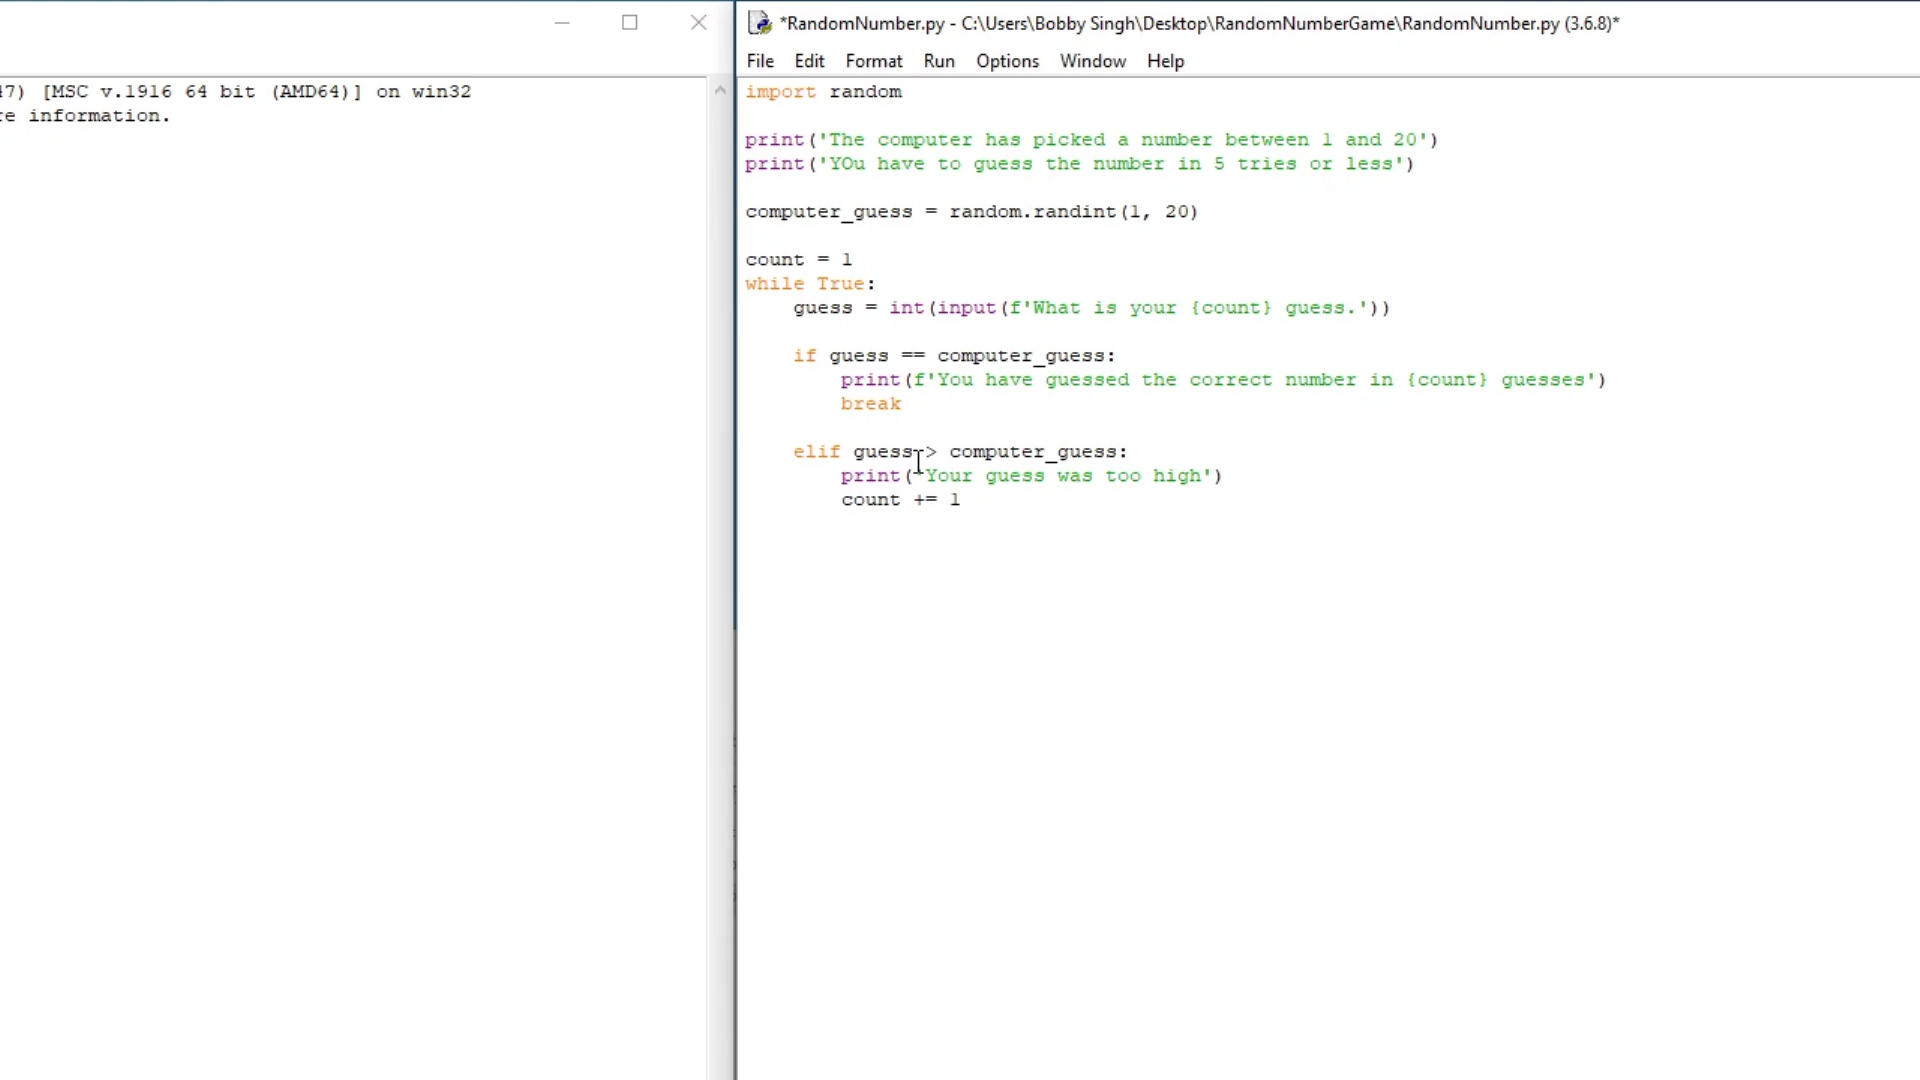 47) [MSC v.1916 64 bit (AMD64)] on win32
re information.
*RandomNumber.py - C:\Users\Bobby Singh\Desktop\RandomNumberGame\RandomNumber.py (3.6.8)*
File Edit Format Run Options Window Help
import random
print('The computer has picked a number between 1 and 20')
print('YOu have to guess the number in 5 tries or less')
computer_guess = random.randint(1, 20)
count = 1
while True:
    guess = int(input(f'What is your {count} guess.'))
    if guess == computer_guess:
        print(f'You have guessed the correct number in {count} guesses')
        break
    elif guess > computer_guess:
        print('Your guess was too high')
        count += 1